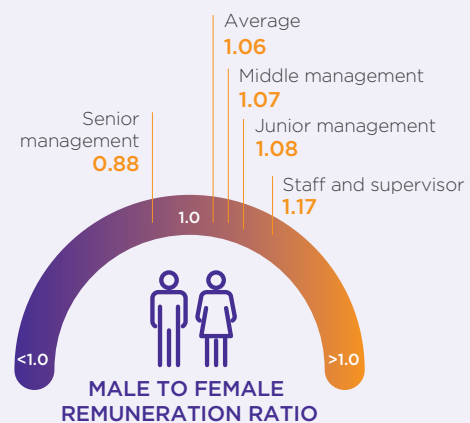 Average
1.06
Middle management
1.07
Senior
management
0.88
Junior management
1.08
Staff and supervisor
1.17
1.0
<1.0
>1.0
MALE TO FEMALE
REMUNERATION RATIO